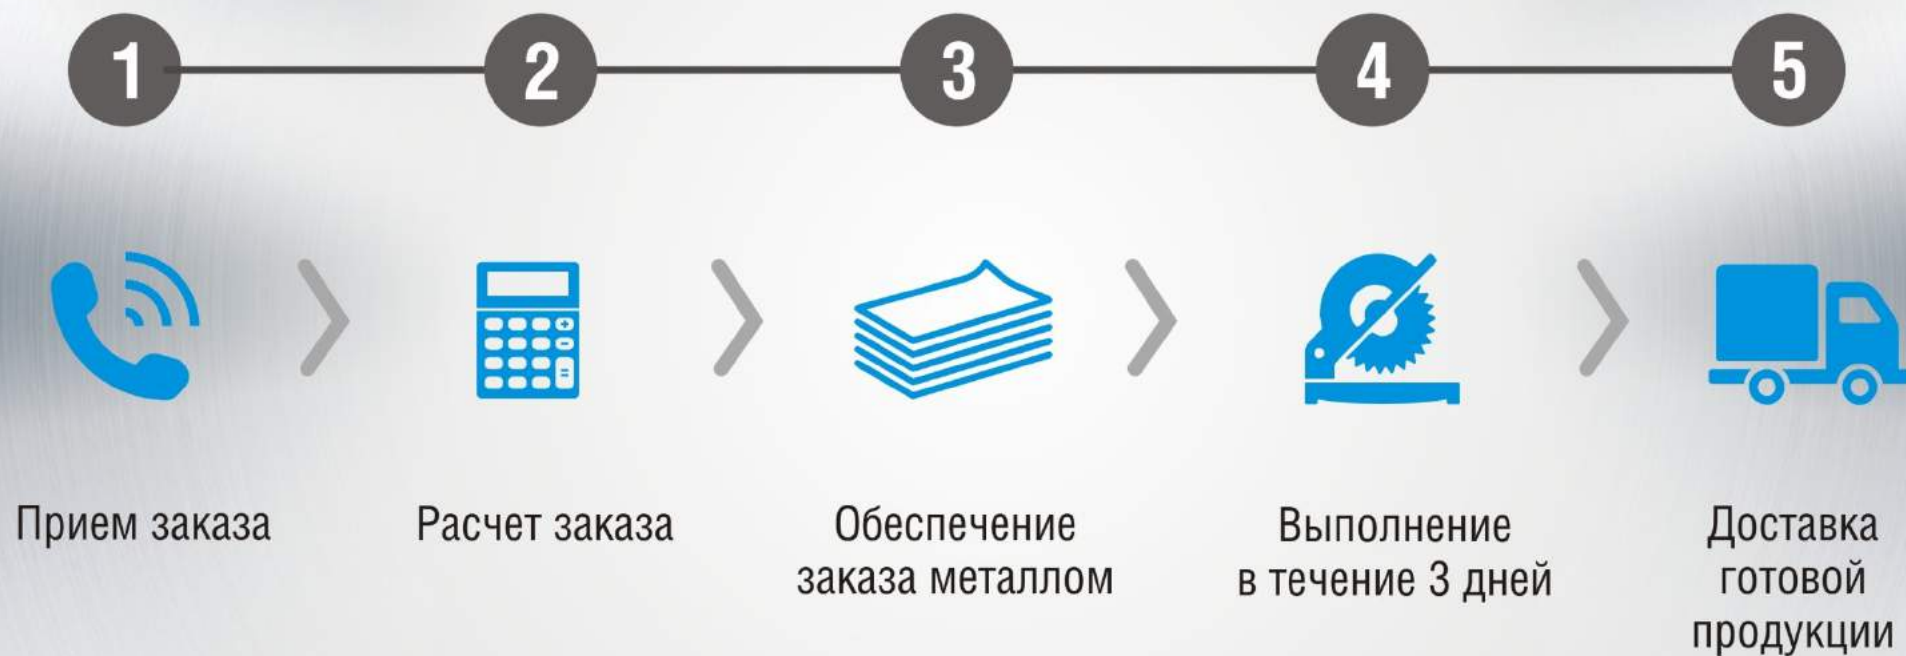 1 2 3 4 5
Прием заказа
Расчет заказа
Обеспечение
заказа металлом
Выполнение
в течение 3 дней
Доставка
готовой
продукции